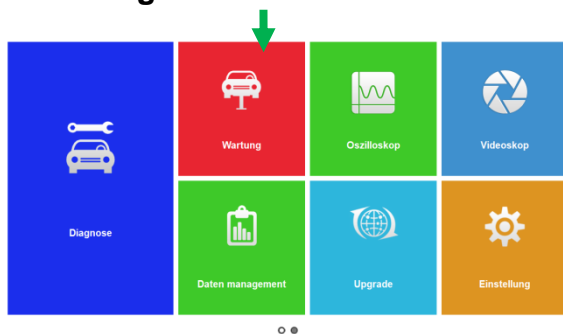 Wartung
Oszilloskop
Videoskop
Diagnose
Daten management
Upgrade
Einstellung